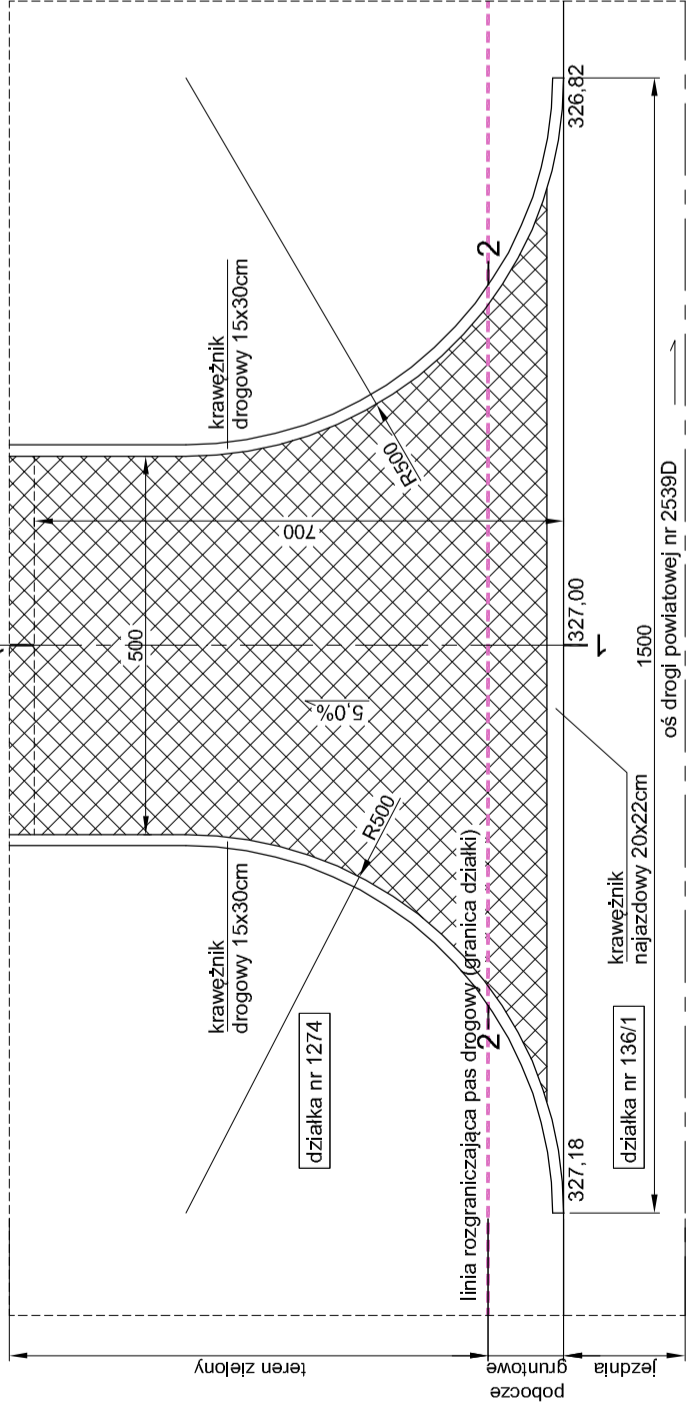 krawężnik
drogowy 15x30cm
krawężnik
drogowy 15x30cm
działka nr 1274
500
700
R500
R500
5,0%
linia rozgraniczająca pas drogowy (granica działki)
2
2
1
327,18
327,00
326,82
krawężnik
najazdowy 20x22cm
działka nr 136/1
1500
oś drogi powiatowej nr 2539D
teren zielony
pobocze
gruntowe
jezdnia